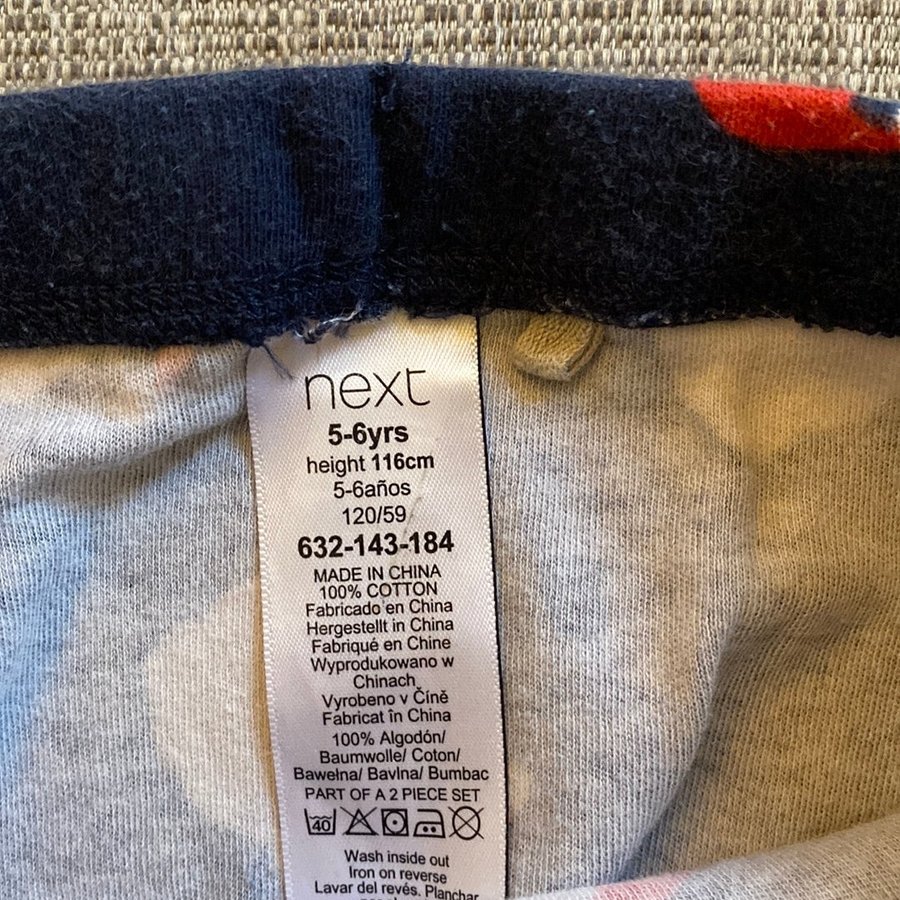 next
5-6yrs
height 116cm
5-6años
120/59
632-143-184
MADE IN CHINA
100% COTTON
Fabricado en China
Hergestellt in China
Fabriqué en Chine
Wyprodukowano w
Chinach
Vyrobeno v Číně
Fabricat în China
100% Algodón/
Baumwolle/ Coton/
Bawełna/ Bavlna/ Bumbac
PART OF A 2 PIECE SET
40
Wash inside out
Iron on reverse
Lavar del revés. Planchar